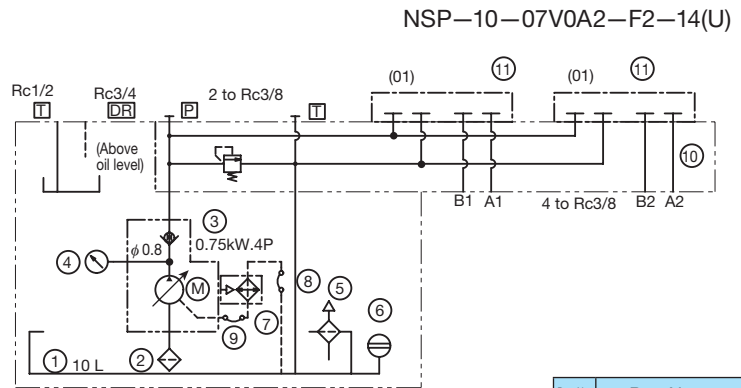 NSP—10—07V0A2—F2—14(U)
Rc1/2
T
Rc3/4
DR
P
2 to Rc3/8
T
(01)
⑪
(01)
⑪
(Above
oil level)
⑩
B1 A1
4 to Rc3/8
B2 A2
③
④
φ0.8
0.75kW.4P
M
⑧
⑤
⑥
⑦
⑨
① 10 L
②